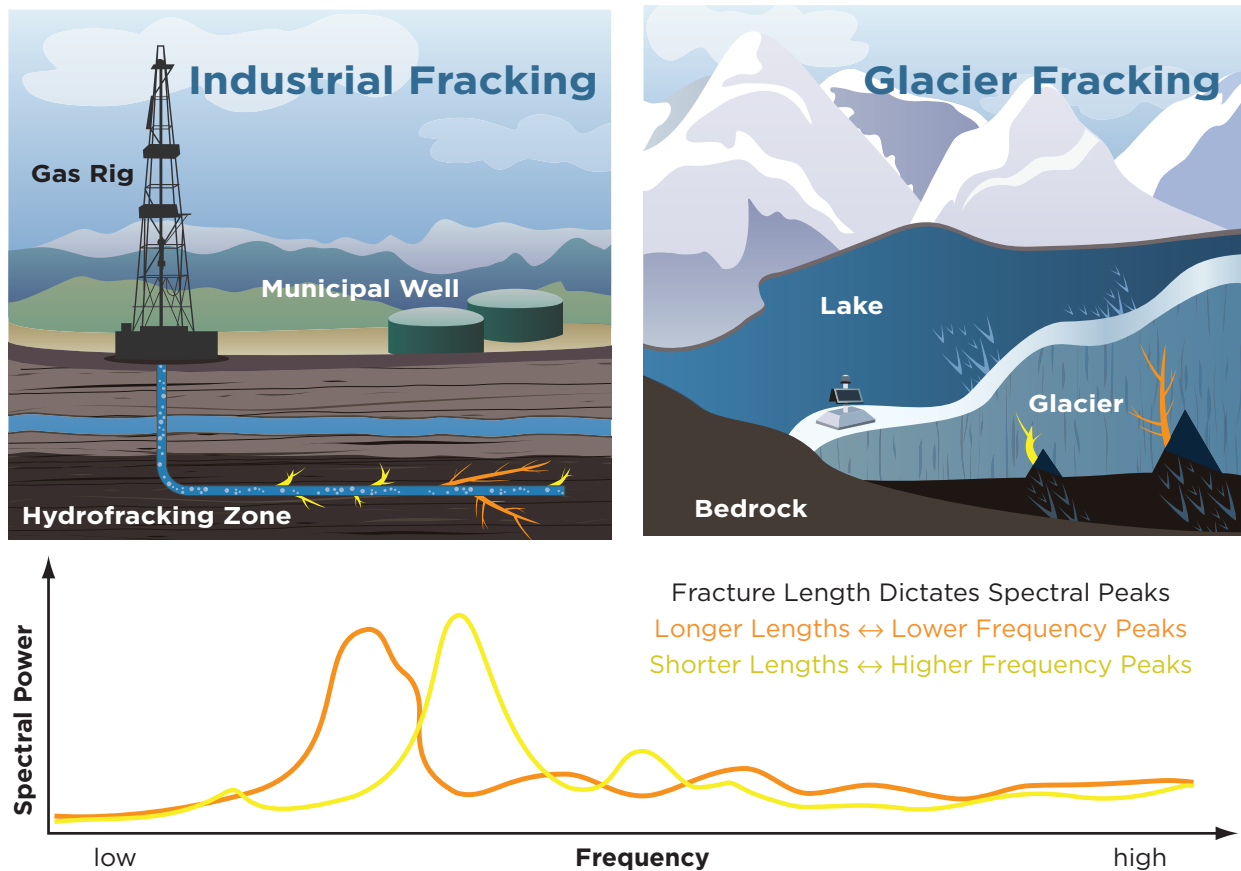 Industrial Fracking
Gas Rig
Municipal Well
Hydrofracking Zone
Glacier Fracking
Lake
Glacier
Bedrock
Fracture Length Dictates Spectral Peaks
Longer Lengths ↔ Lower Frequency Peaks
Shorter Lengths ↔ Higher Frequency Peaks
Spectral Power
low
Frequency
high